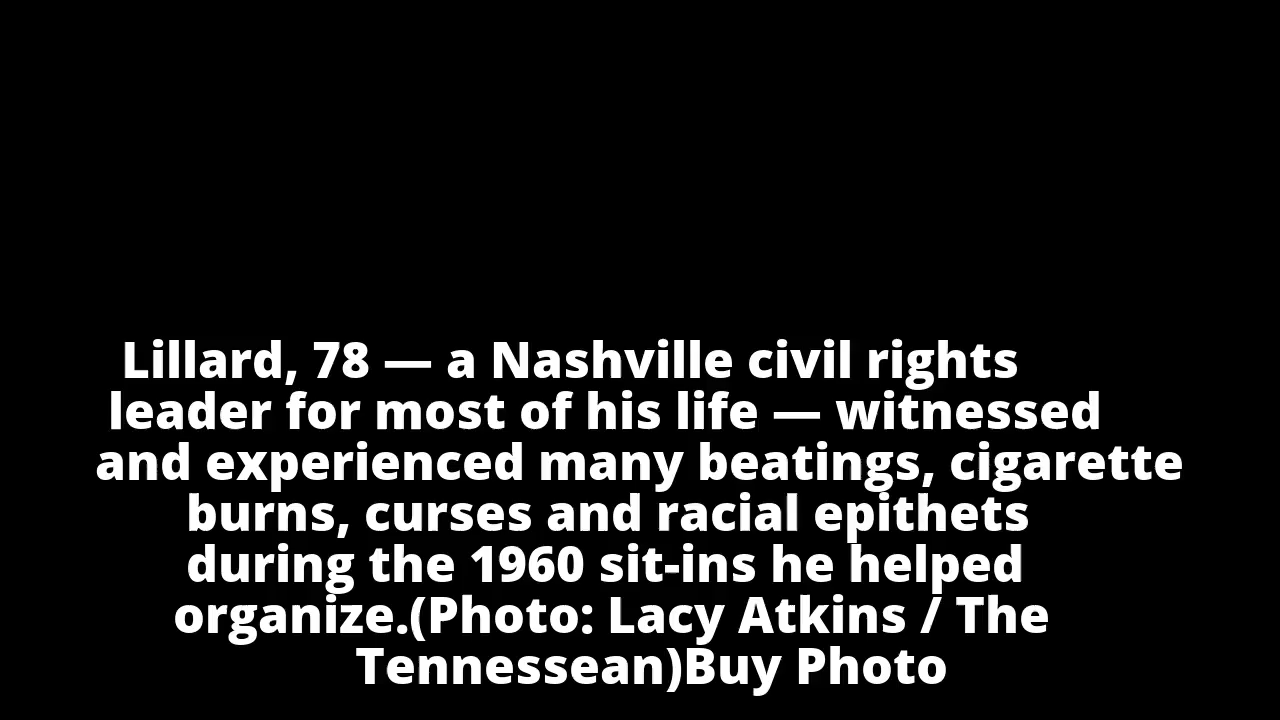 Lillard, 78 — a Nashville civil rights
leader for most of his life — witnessed
and experienced many beatings, cigarette
burns, curses and racial epithets
during the 1960 sit-ins he helped
organize.(Photo: Lacy Atkins / The
Tennessean)Buy Photo